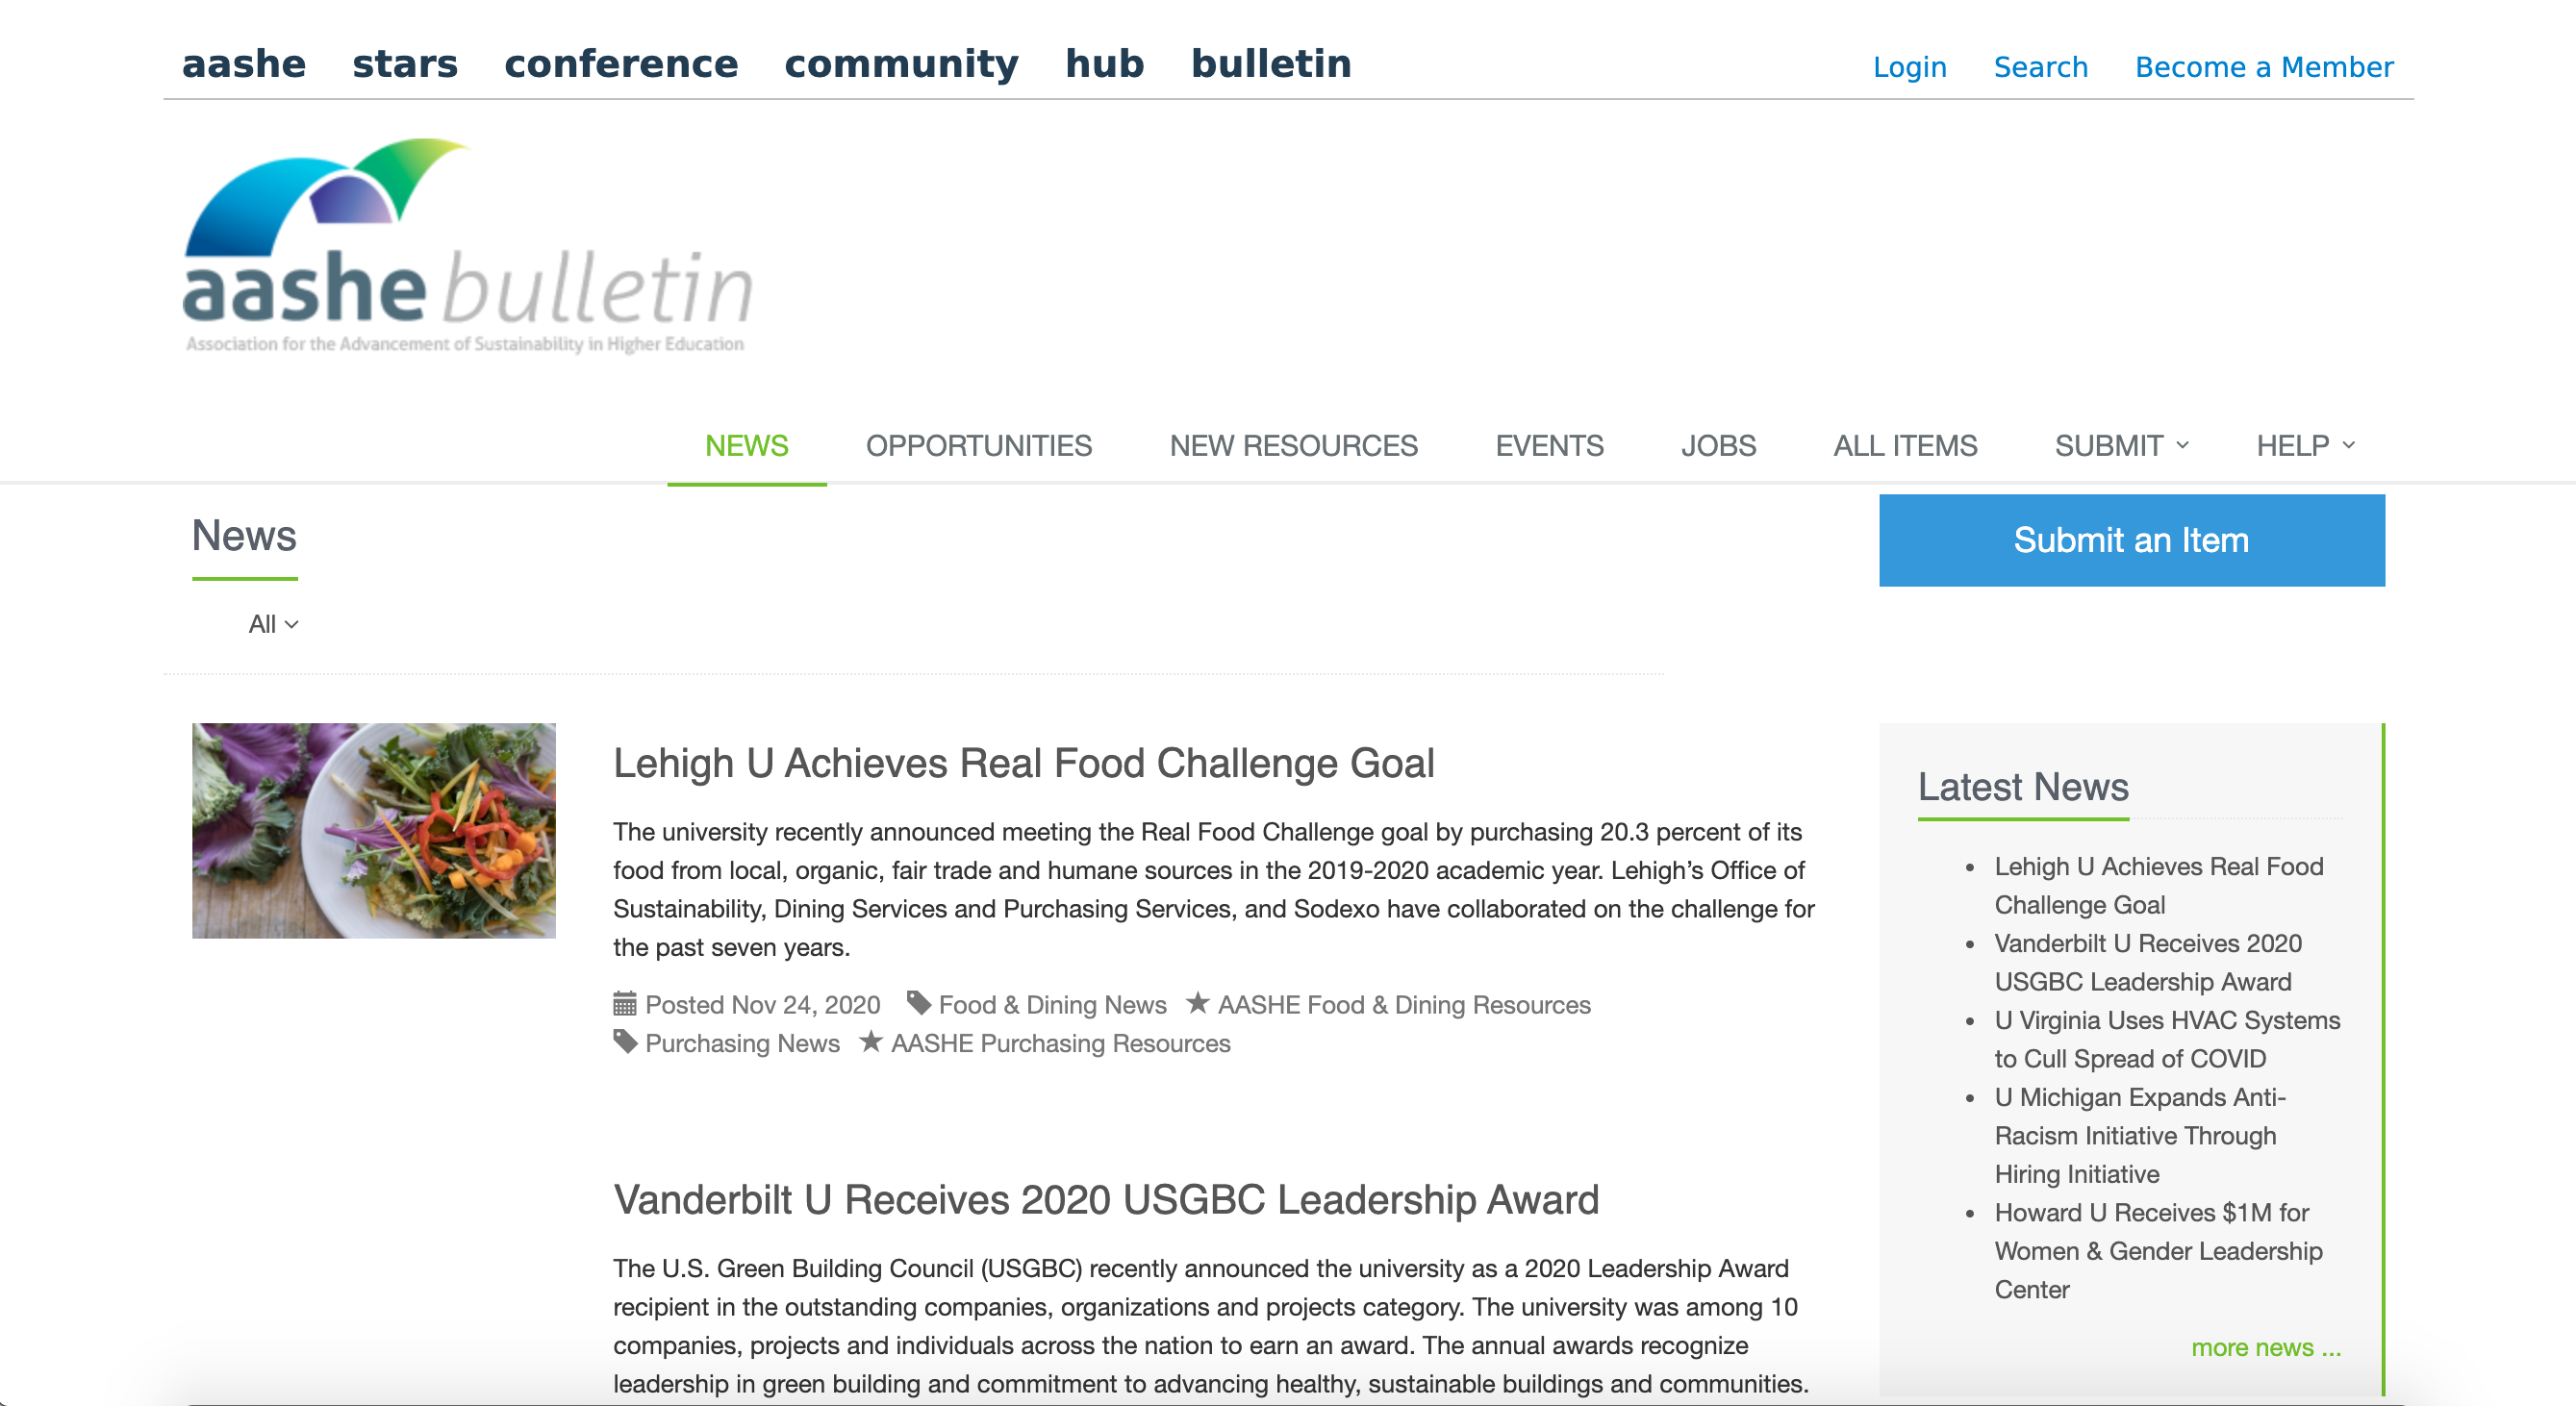 aashe stars conference community hub bulletin
Login Search Become a Member
aashe bulletin
Association for the Advancement of Sustainability in Higher Education
NEWS OPPORTUNITIES NEW RESOURCES EVENTS JOBS ALL ITEMS SUBMIT HELP
News
Submit an Item
All
Lehigh U Achieves Real Food Challenge Goal
The university recently announced meeting the Real Food Challenge goal by purchasing 20.3 percent of its
food from local, organic, fair trade and humane sources in the 2019-2020 academic year. Lehigh’s Office of
Sustainability, Dining Services and Purchasing Services, and Sodexo have collaborated on the challenge for
the past seven years.
Posted Nov 24, 2020 Food & Dining News AASHE Food & Dining Resources
Purchasing News AASHE Purchasing Resources
Vanderbilt U Receives 2020 USGBC Leadership Award
The U.S. Green Building Council (USGBC) recently announced the university as a 2020 Leadership Award
recipient in the outstanding companies, organizations and projects category. The university was among 10
companies, projects and individuals across the nation to earn an award. The annual awards recognize
leadership in green building and commitment to advancing healthy, sustainable buildings and communities.
Latest News
Lehigh U Achieves Real Food
Challenge Goal
Vanderbilt U Receives 2020
USGBC Leadership Award
U Virginia Uses HVAC Systems
to Cull Spread of COVID
U Michigan Expands Anti-
Racism Initiative Through
Hiring Initiative
Howard U Receives $1M for
Women & Gender Leadership
Center
more news ...